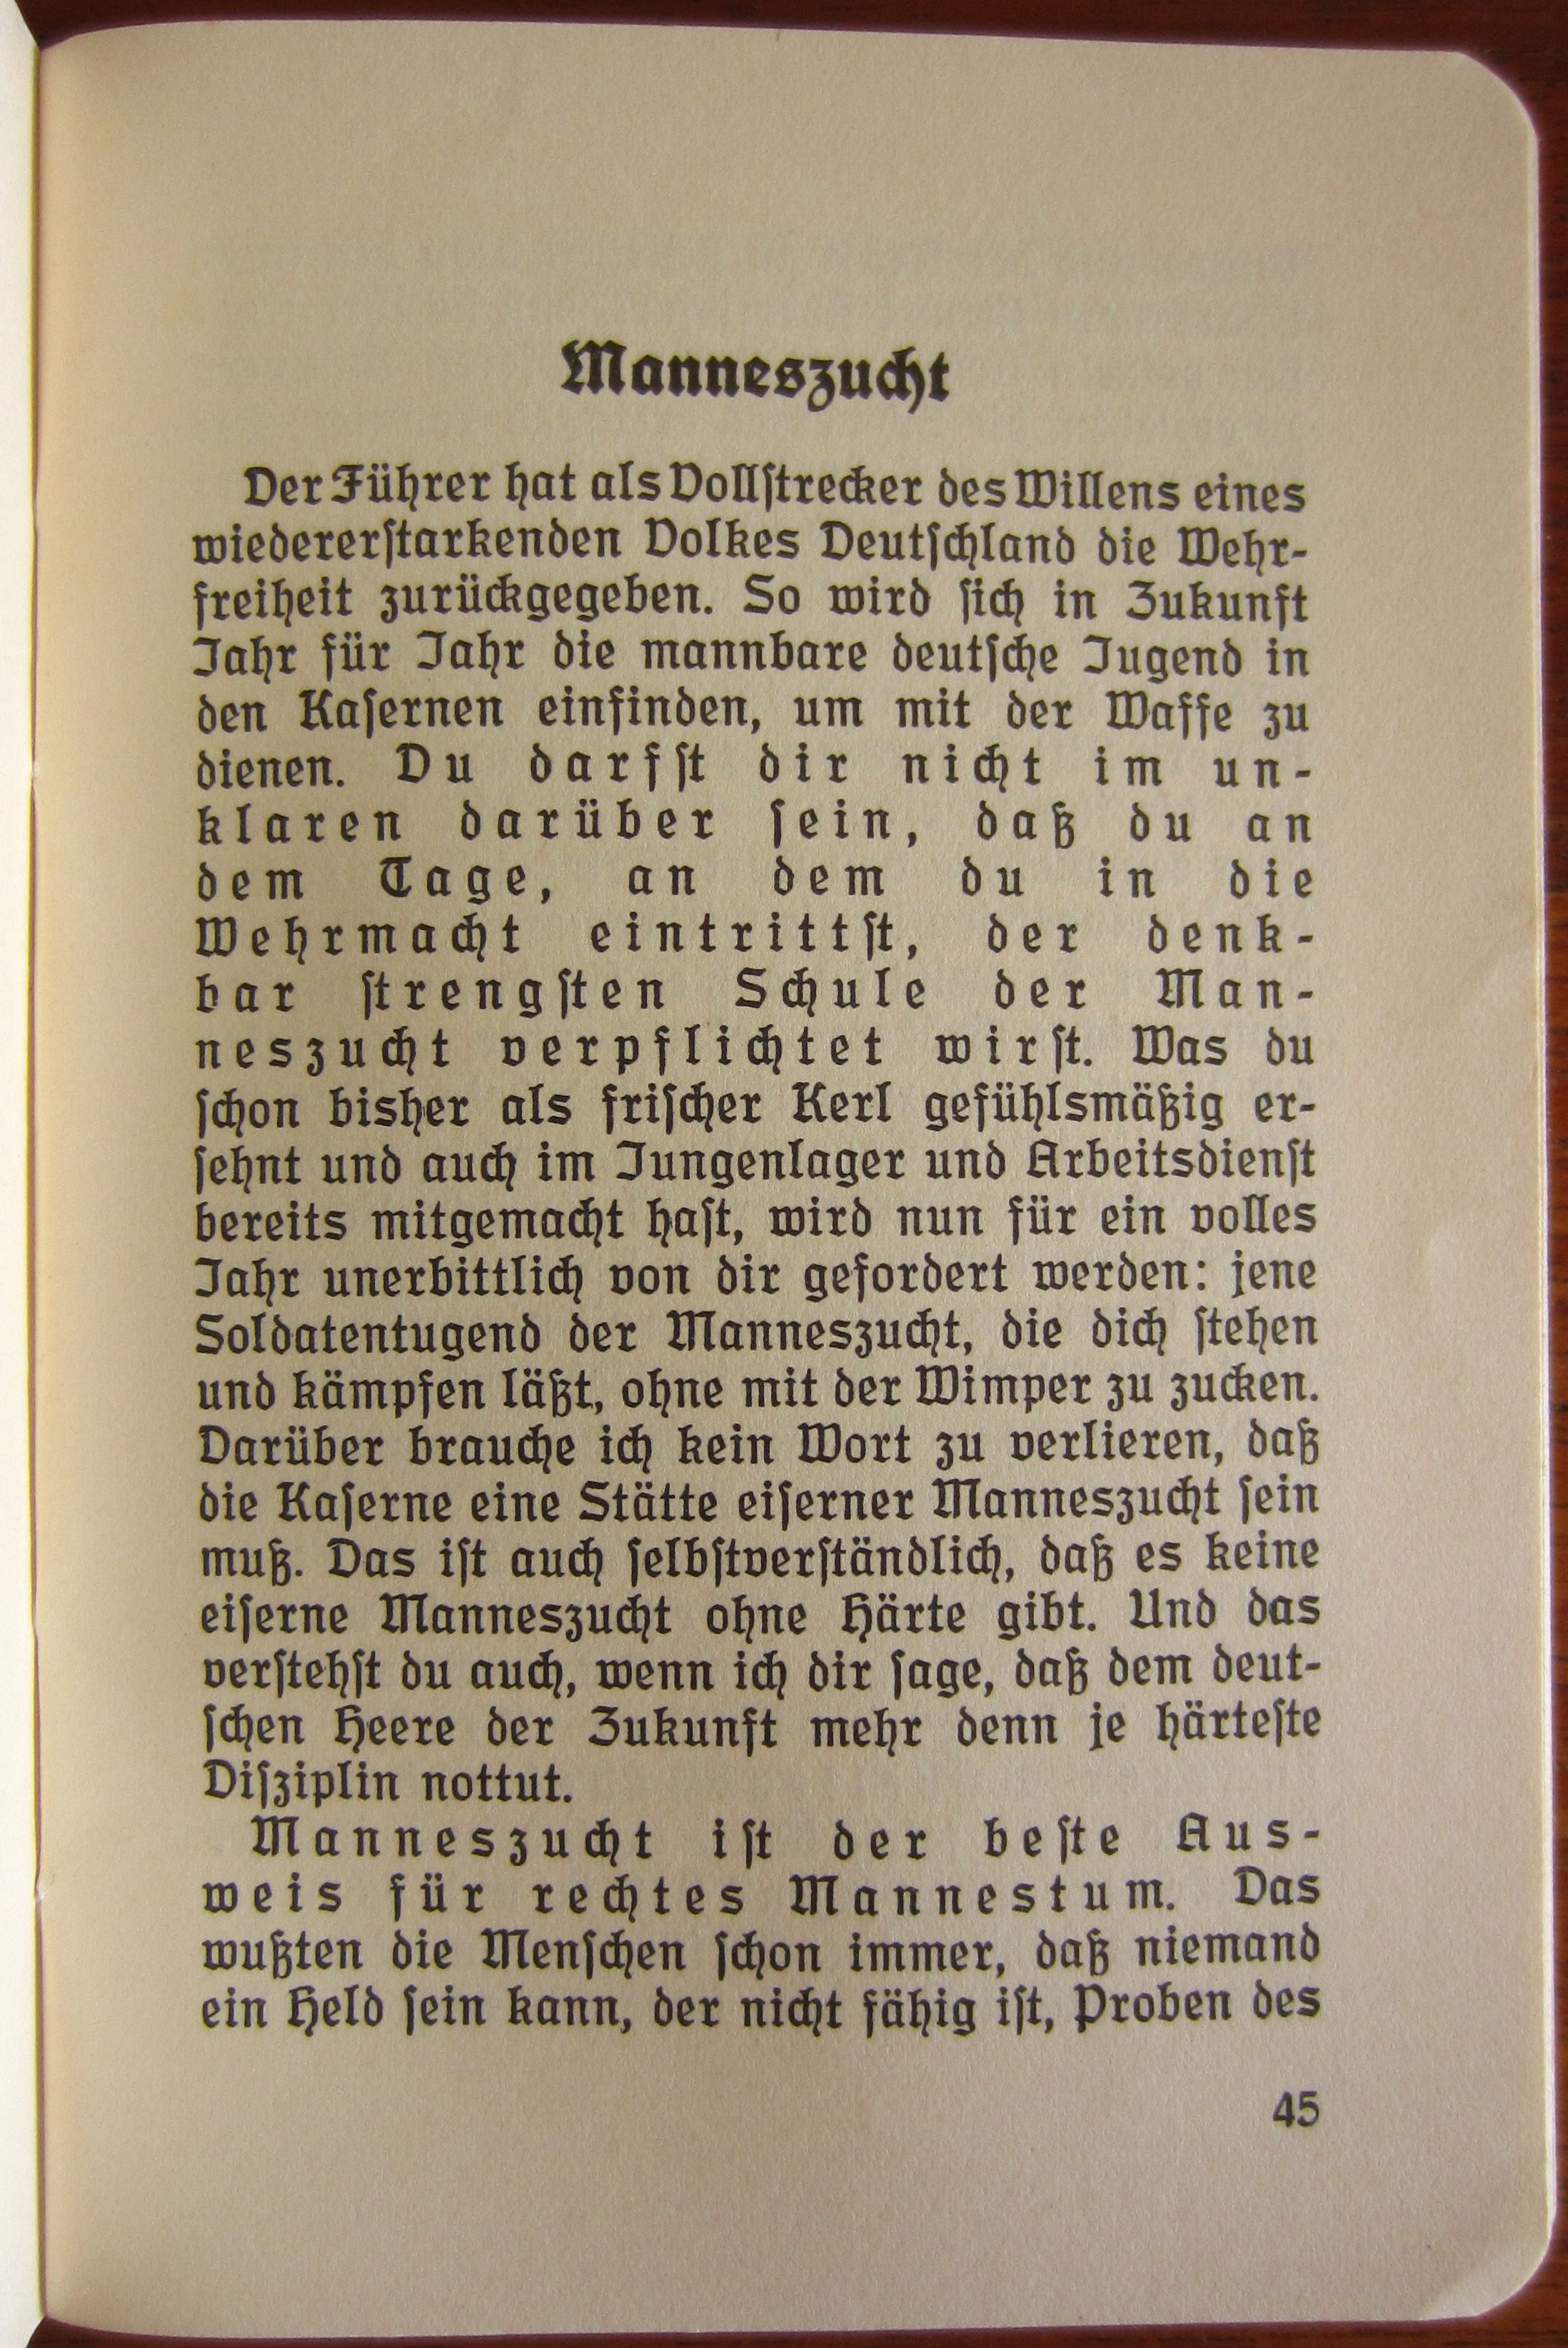 Manneszucht
Der Führer hat als Vollstrecker des Willens eines
wiedererstarkenden Volkes Deutschland die Wehr-
freiheit zurückgegeben. So wird sich in Zukunft
Jahr für Jahr die mannbare deutsche Jugend in
den Kasernen einfinden, um mit der Waffe zu
dienen. Du darfst dir nicht im un-
klaren darüber sein, daß du an
dem Tage, an dem du in die
Wehrmacht eintrittst, der denk-
bar strengsten Schule der Man-
neszucht verpflichtet wirst. Was du
schon bisher als frischer Kerl gefühlsmäßig er-
sehnt und auch im Jungenlager und Arbeitsdienst
bereits mitgemacht hast, wird nun für ein volles
Jahr unerbittlich von dir gefordert werden: jene
Soldatentugend der Manneszucht, die dich stehen
und kämpfen läßt, ohne mit der Wimper zu zucken.
Darüber brauche ich kein Wort zu verlieren, daß
die Kaserne eine Stätte eiserner Manneszucht sein
muß. Das ist auch selbstverständlich, daß es keine
eiserne Manneszucht ohne Härte gibt. Und das
verstehst du auch, wenn ich dir sage, daß dem deut-
schen Heere der Zukunft mehr denn je härteste
Disziplin nottut.
Manneszucht ist der beste Aus-
weis für rechtes Mannestum. Das
wußten die Menschen schon immer, daß niemand
ein Held sein kann, der nicht fähig ist, Proben des
45